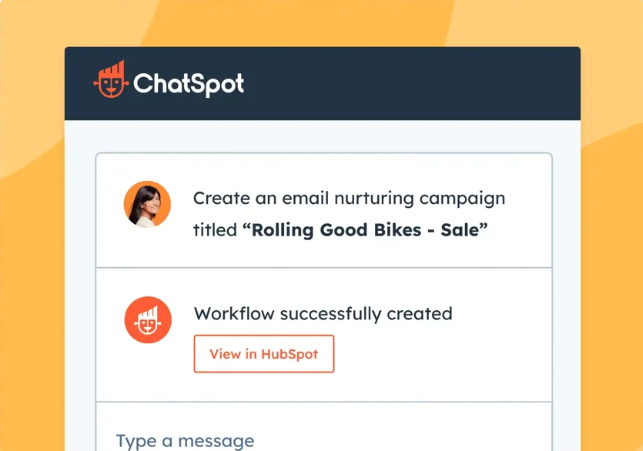 ChatSpot
Create an email nurturing campaign
titled “Rolling Good Bikes - Sale”
Workflow successfully created
View in HubSpot
Type a message